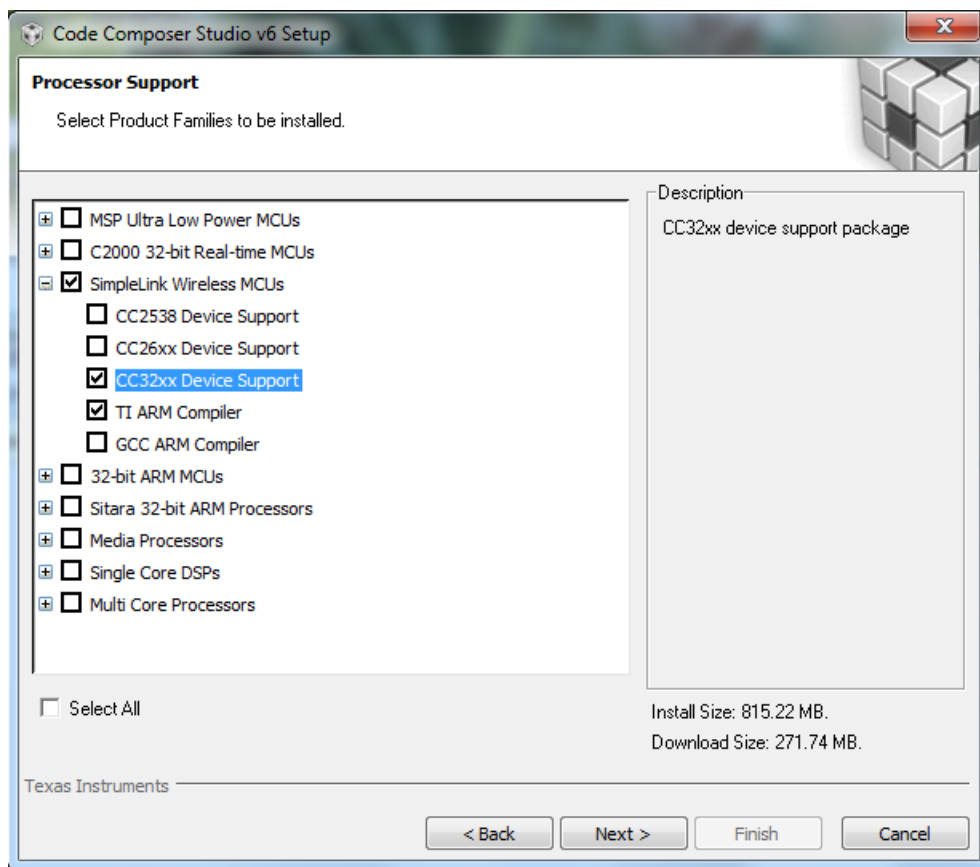 Code Composer Studio v6 Setup
Processor Support
Select Product Families to be installed.
MSP Ultra Low Power MCUs
C2000 32-bit Real-time MCUs
SimpleLink Wireless MCUs
CC2538 Device Support
CC26xx Device Support
CC32xx Device Support
TI ARM Compiler
GCC ARM Compiler
32-bit ARM MCUs
Sitara 32-bit ARM Processors
Media Processors
Single Core DSPs
Multi Core Processors
Select All
Description
CC32xx device support package
Install Size: 815.22 MB.
Download Size: 271.74 MB.
Texas Instruments
< Back
Next >
Finish
Cancel